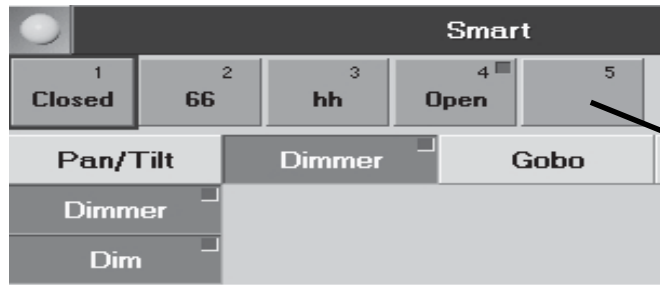 Smart
1 2 3 4 5
Closed 66 hh Open
Pan/Tilt Dimmer Gobo
Dimmer
Dim